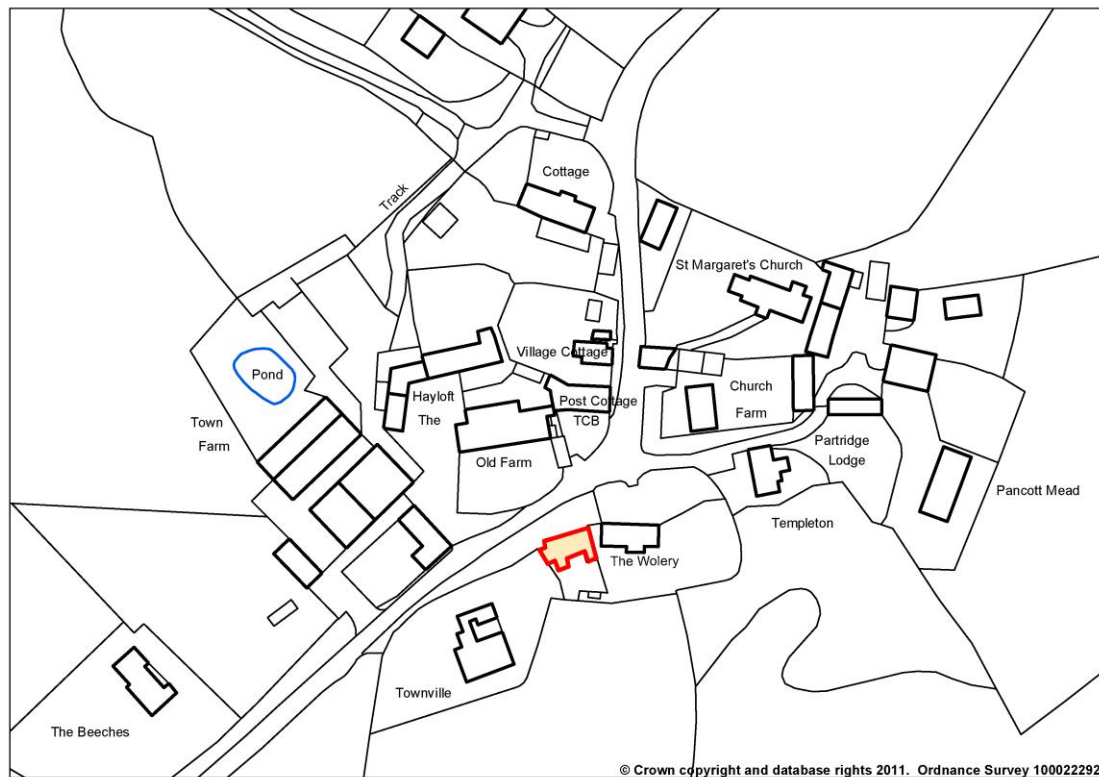 Cottage
Track
St Margaret's Church
Village Cottage
Pond
Hayloft
The
Post Cottage
TCB
Church
Farm
Town
Farm
Old Farm
Partridge
Lodge
Pancott Mead
Templeton
The Wolery
Townville
The Beeches
© Crown copyright and database rights 2011. Ordnance Survey 100022292